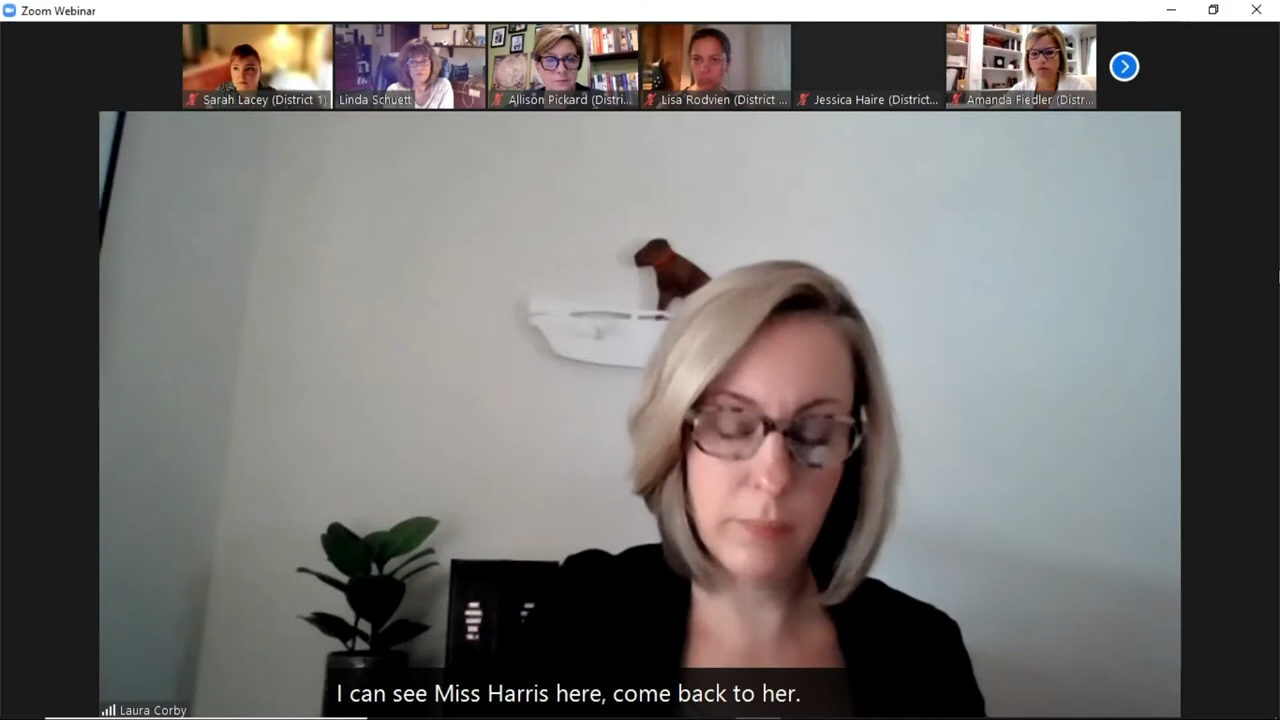 Zoom Webinar
Sarah Lacey (District 1)
Linda Schuett
Allison Pickard (Distri...
Lisa Rodvien (District ...
Jessica Haire (District...
Amanda Fiedler (Distr...
I can see Miss Harris here, come back to her.
Laura Corby